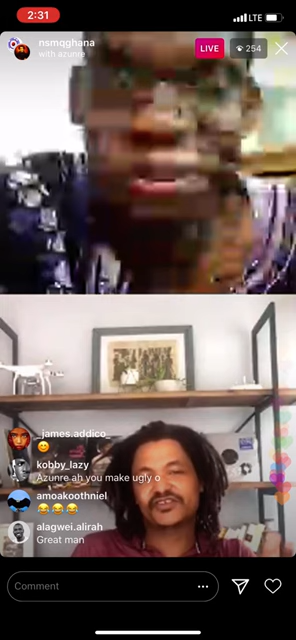 2:31
LTE
nsmqghana
with azunre
LIVE
254
_james.addico_
😊
kobby_lazy
Azunre ah you make ugly o
amoakoothniel
😂😂😂
alagwei.alirah
Great man
Comment